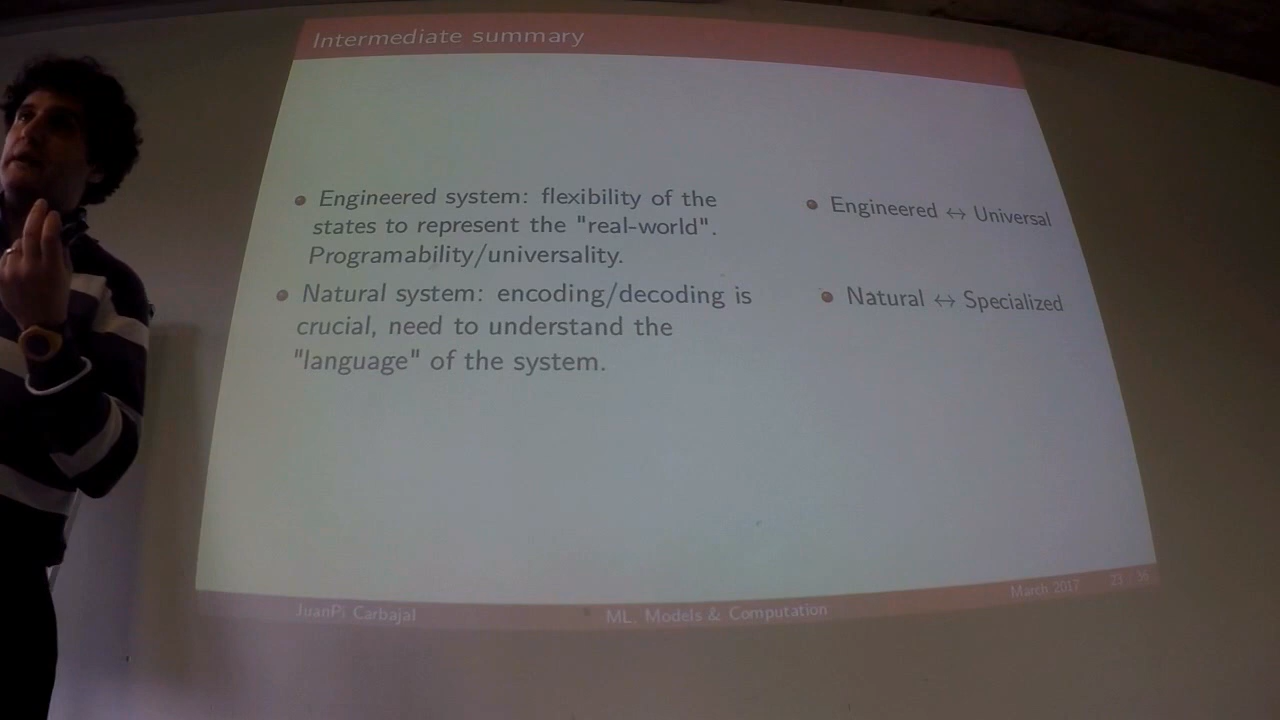 Intermediate summary
• Engineered system: flexibility of the
states to represent the "real-world".
Programability/universality.
• Natural system: encoding/decoding is
crucial, need to understand the
"language" of the system.
• Engineered ↔ Universal
• Natural ↔ Specialized
JuanPi Carbajal
ML, Models & Computation
March 2017
23 / 36